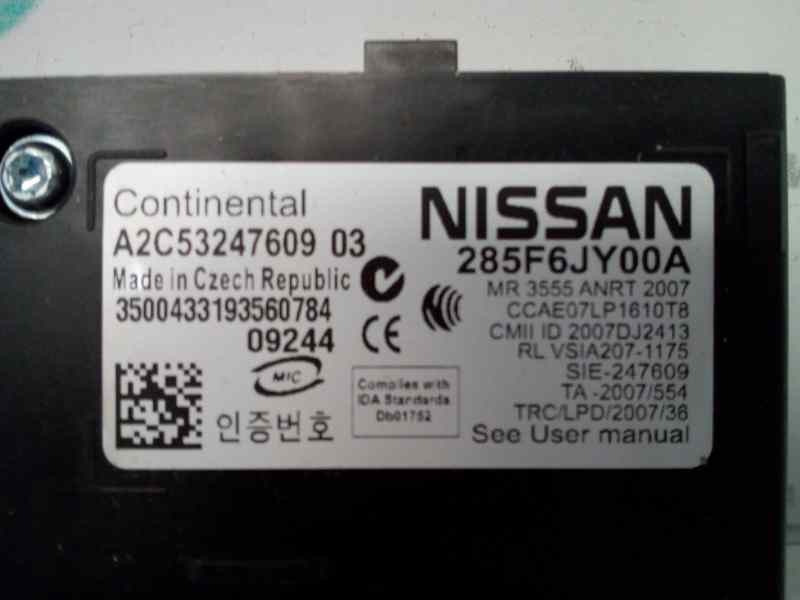 Continental
A2C53247609 03
Made in Czech Republic
3500433193560784
09244
NISSAN
285F6JY00A
MR 3555 ANRT 2007
CCAE07LP1610T8
CMII ID 2007DJ2413
RL VSIA207-1175
SIE-247609
TA -2007/554
TRC/LPD/2007/36
See User manual
CE
MIC
인증번호
Complies with
IDA Standards
Db01752